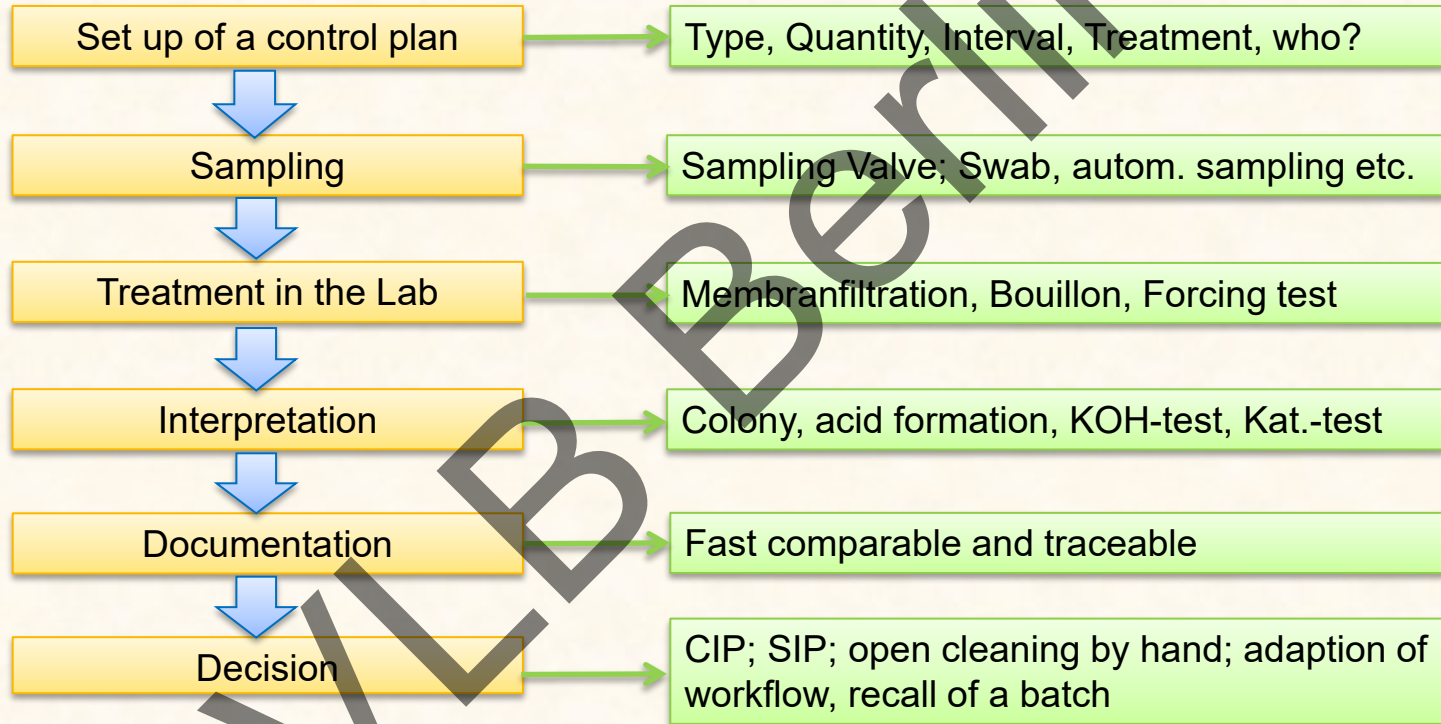 Set up of a control plan
Type, Quantity, Interval, Treatment, who?
Sampling
Sampling Valve; Swab, autom. sampling etc.
Treatment in the Lab
Membranfiltration, Bouillon, Forcing test
Interpretation
Colony, acid formation, KOH-test, Kat.-test
Documentation
Fast comparable and traceable
Decision
CIP; SIP; open cleaning by hand; adaption of
workflow, recall of a batch
VLB Berlin